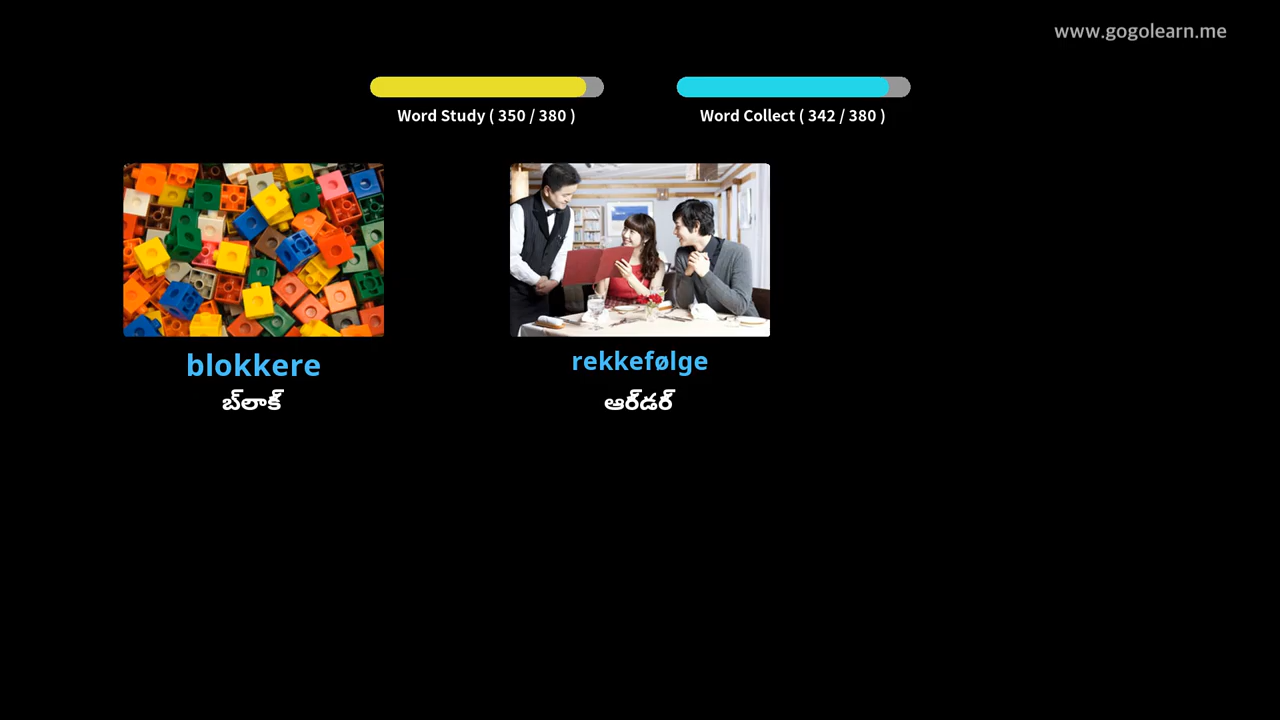 www.gogolearn.me
Word Study ( 350 / 380 )
Word Collect ( 342 / 380 )
blokkere
బ్‌లాక్
rekkefølge
ఆర్‌డర్